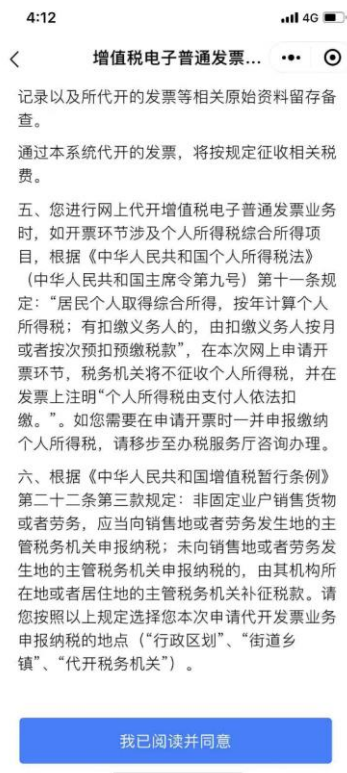 4:12
4G
增值税电子普通发票...
记录以及所代开的发票等相关原始资料留存备
查。
通过本系统代开的发票，将按规定征收相关税
费。
五、您进行网上代开增值税电子普通发票业务
时，如开票环节涉及个人所得税综合所得项
目，根据《中华人民共和国个人所得税法》
（中华人民共和国主席令第九号）第十一条规
定：“居民个人取得综合所得，按年计算个人
所得税；有扣缴义务人的，由扣缴义务人按月
或者按次预扣预缴税款”，在本次网上申请开
票环节，税务机关将不征收个人所得税，并在
发票上注明“个人所得税由支付人依法扣
缴。”。如您需要在申请开票时一并申报缴纳
个人所得税，请移步至办税服务厅咨询办理。
六、根据《中华人民共和国增值税暂行条例》
第二十二条第三款规定：非固定业户销售货物
或者劳务，应当向销售地或者劳务发生地的主
管税务机关申报纳税；未向销售地或者劳务发
生地的主管税务机关申报纳税的，由其机构所
在地或者居住地的主管税务机关补征税款。请
您按照以上规定选择您本次申请代开发票业务
申报纳税的地点（“行政区划”、“街道乡
镇”、“代开税务机关”）。
我已阅读并同意